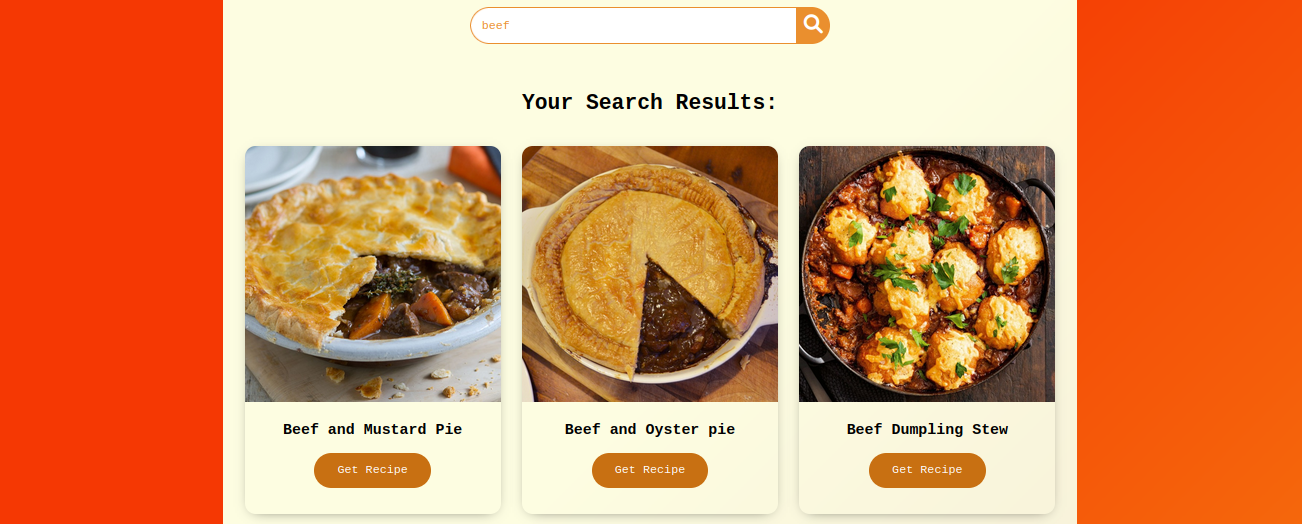 beef
Your Search Results:
Beef and Mustard Pie
Beef and Oyster pie
Beef Dumpling Stew
Get Recipe
Get Recipe
Get Recipe